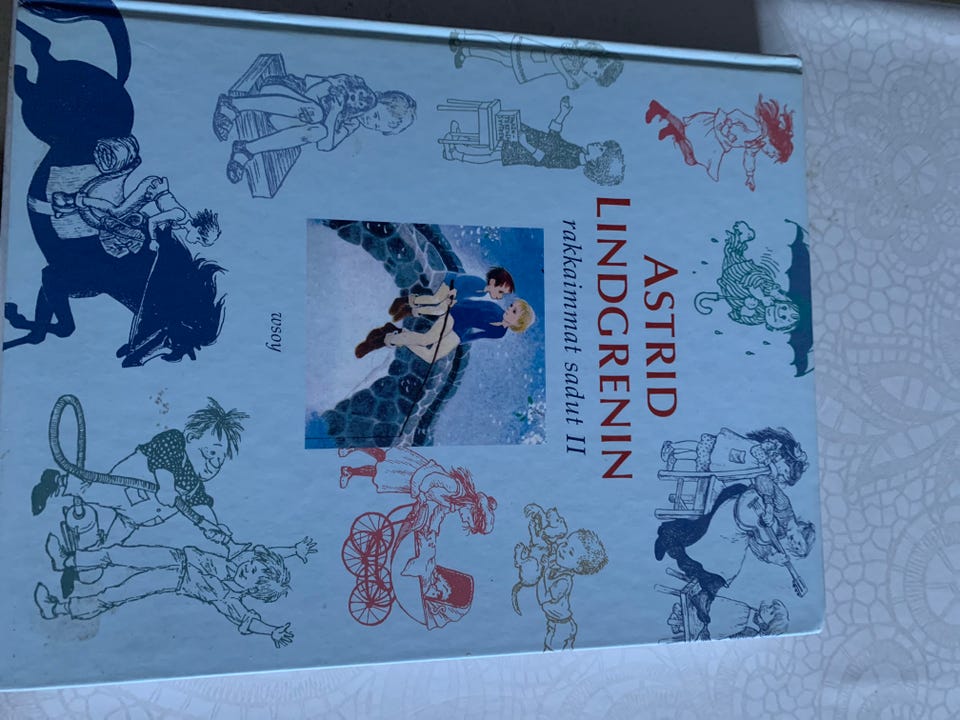 ASTRID
LINDGRENIN
rakkaimmat sadut II
wsoy